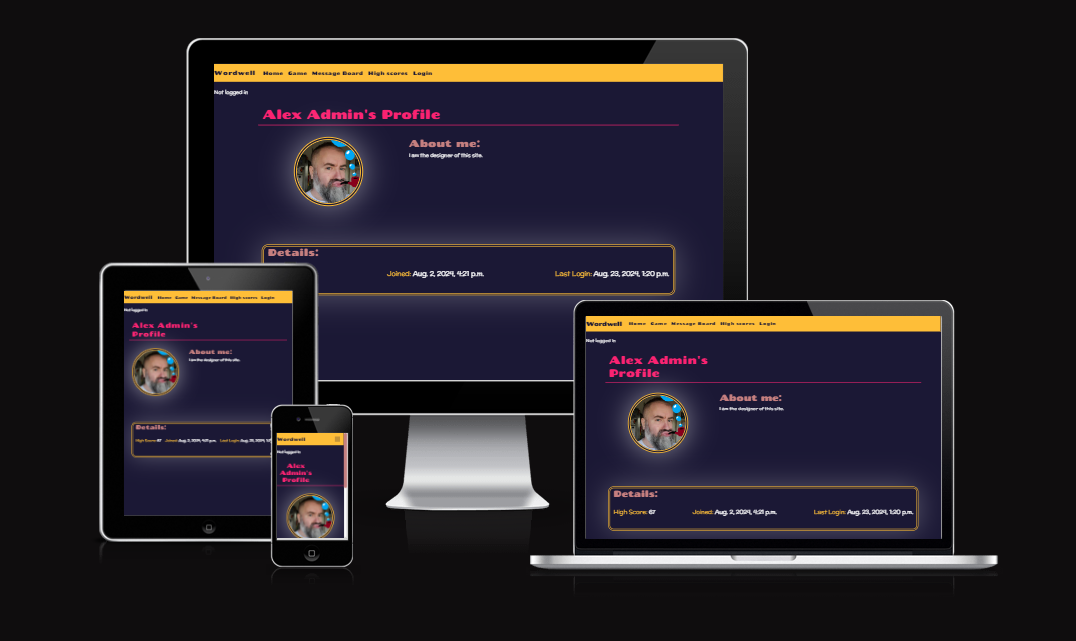 Wordwell Home Game Message Board High scores Login
Not logged in
Alex Admin's Profile
About me:
I am the designer of this site.
Details:
Joined: Aug. 2, 2024, 4:21 p.m. Last Login: Aug. 23, 2024, 1:20 p.m.
Wordwell Home Game Message Board High scores Login
Not logged in
Alex Admin's
Profile
About me:
I am the designer of this site.
Details:
High Score: 67 Joined: Aug. 2, 2024, 4:21 p.m. Last Login: Aug. 23, 2024, 1:20
Wordwell
Not logged in
Alex
Admin's
Profile
Wordwell Home Game Message Board High scores Login
Not logged in
Alex Admin's
Profile
About me:
I am the designer of this site.
Details:
High Score: 67 Joined: Aug. 2, 2024, 4:21 p.m. Last Login: Aug. 23, 2024, 1:20 p.m.